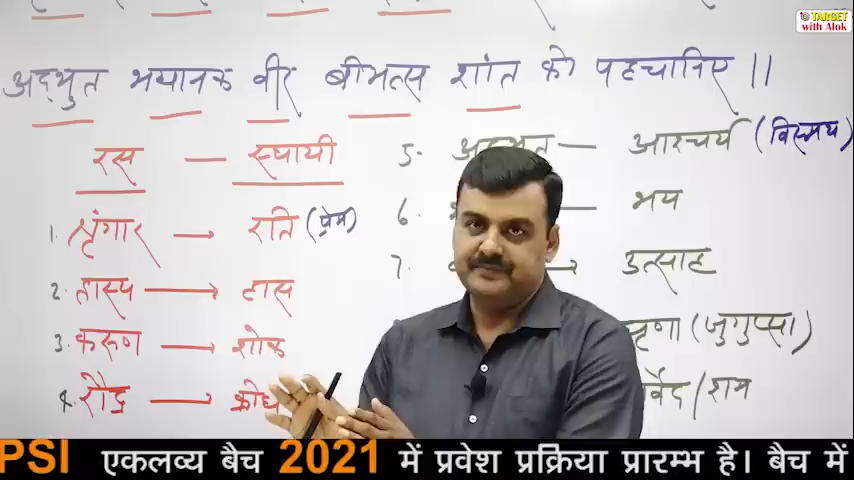 TARGET
with Alok
अद्भुत भयानक वीर बीभत्स शांत को पहचानिए ॥
रस — स्थायी
1. श्रृंगार → रति (प्रेम)
2. हास्य → हास
3. करुण → शोक
4. रौद्र → क्रोध
5. अद्भुत — आश्चर्य (विस्मय)
6. — भय
7. → उत्साह
घृणा (जुगुप्सा)
र्वेद / शम
PSI एकलव्य बैच 2021 में प्रवेश प्रक्रिया प्रारम्भ है। बैच में